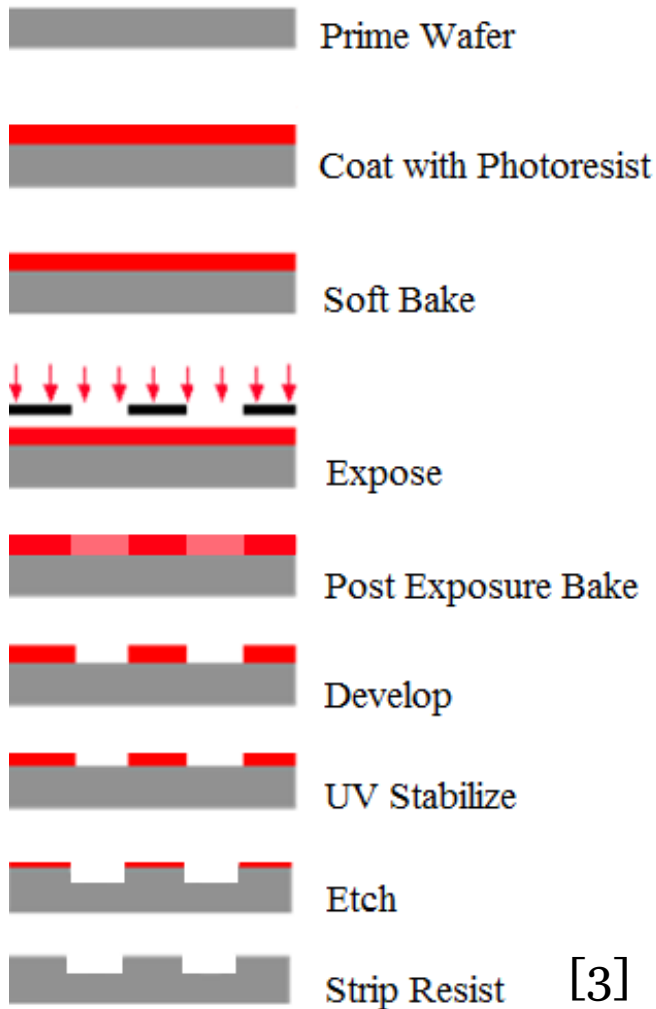 Prime Wafer
Coat with Photoresist
Soft Bake
Expose
Post Exposure Bake
Develop
UV Stabilize
Etch
Strip Resist [3]